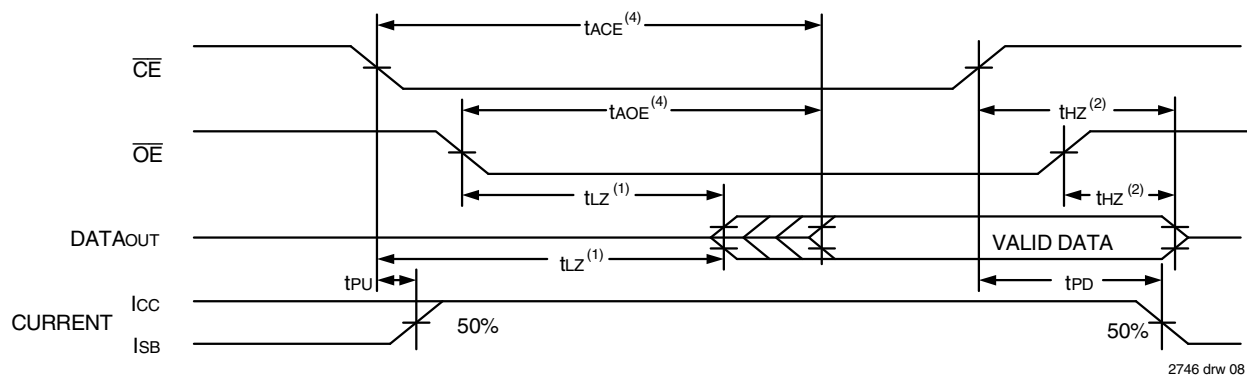 tACE(4)
CE
tAOE(4)
tHZ(2)
OE
tLZ(1)
tHZ(2)
DATAOUT
VALID DATA
tLZ(1)
tPU
tPD
ICC
CURRENT
50%
50%
ISB
2746 drw 08